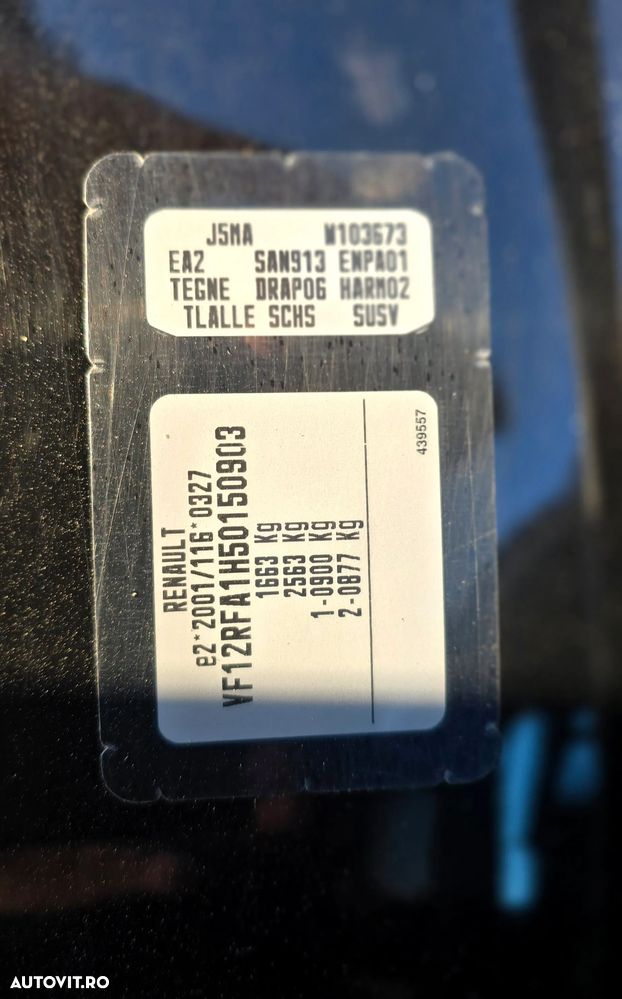 J5MA W103673
EA2 SAN913 ENPA01
TEGNE DRAP06 HARM02
TLALLE SCHS SUSV
439557
RENAULT
e2*2001/116*0327
VF12RFA1H50150903
1663 Kg
2563 Kg
1-0900 Kg
2-0877 Kg
AUTOVIT.RO